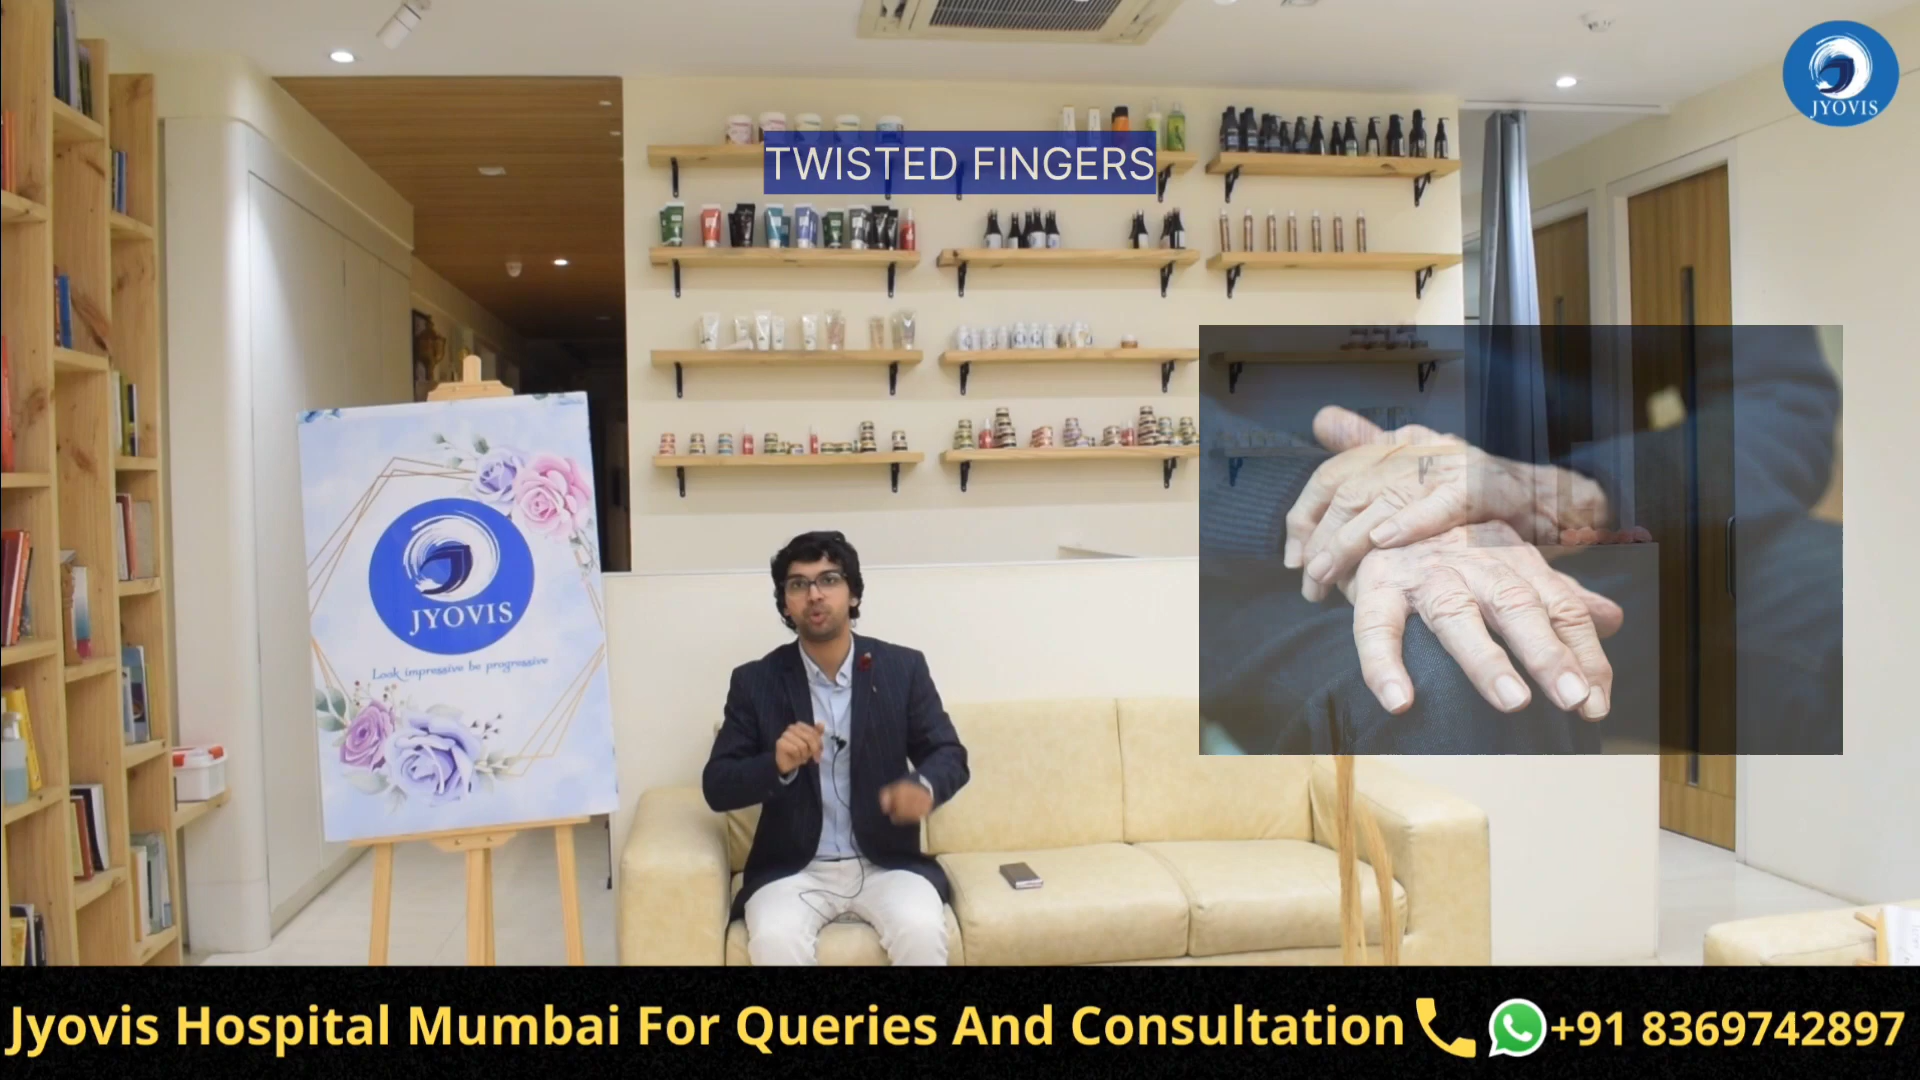 JYOVIS
TWISTED FINGERS
JYOVIS
Look impressive be progressive
Jyovis Hospital Mumbai For Queries And Consultation +91 8369742897